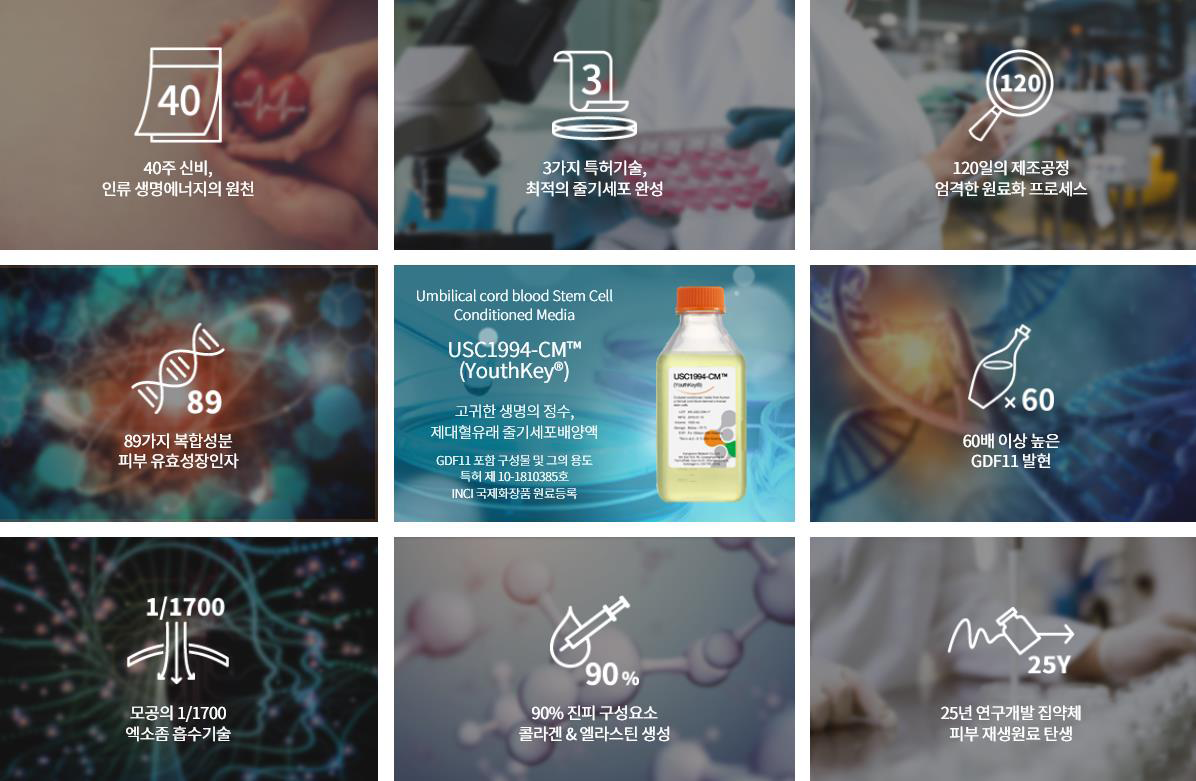 40
40주 신비,
인류 생명에너지의 원천
3
3가지 특허기술,
최적의 줄기세포 완성
120
120일의 제조공정
엄격한 원료화 프로세스
89
89가지 복합성분
피부 유효성장인자
Umbilical cord blood Stem Cell
Conditioned Media
USC1994-CM™
(YouthKey®)
고귀한 생명의 정수,
제대혈유래 줄기세포배양액
GDF11 포함 구성물 및 그의 용도
특허 제 10-1810385호
INCI 국제화장품 원료등록
USC1994-CM™
(YouthKey®)
×60
60배 이상 높은
GDF11 발현
1/1700
모공의 1/1700
엑소좀 흡수기술
90%
90% 진피 구성요소
콜라겐 & 엘라스틴 생성
25Y
25년 연구개발 집약체
피부 재생원료 탄생